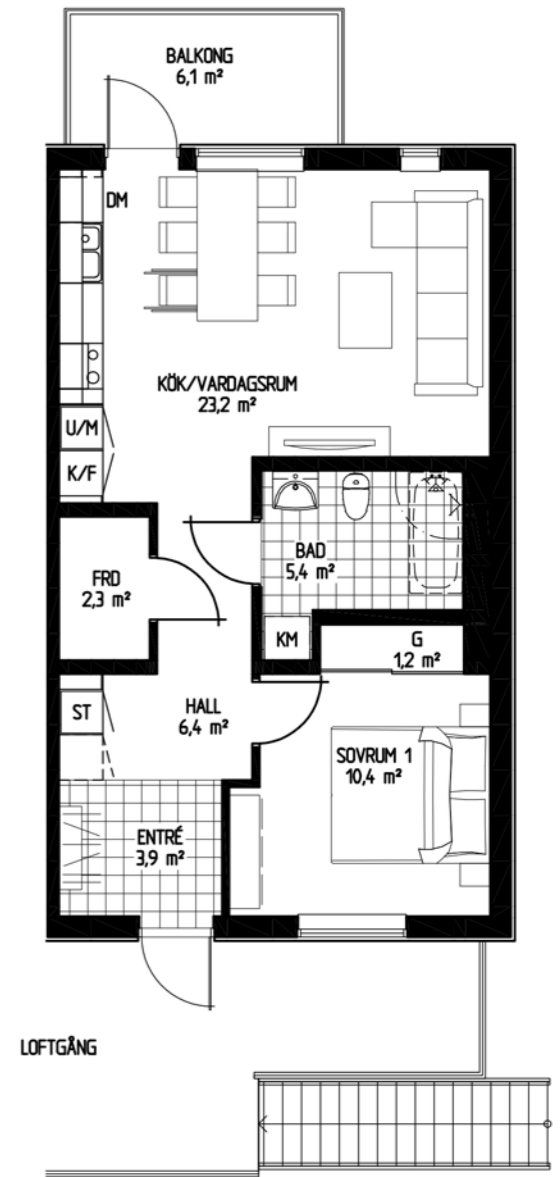 BALKONG
6,1 m²
DM
KÖK/VARDAGSRUM
23,2 m²
U/M
K/F
FRD
2,3 m²
BAD
5,4 m²
KM
G
1,2 m²
ST
HALL
6,4 m²
SOVRUM 1
10,4 m²
ENTRÉ
3,9 m²
LOFTGÅNG